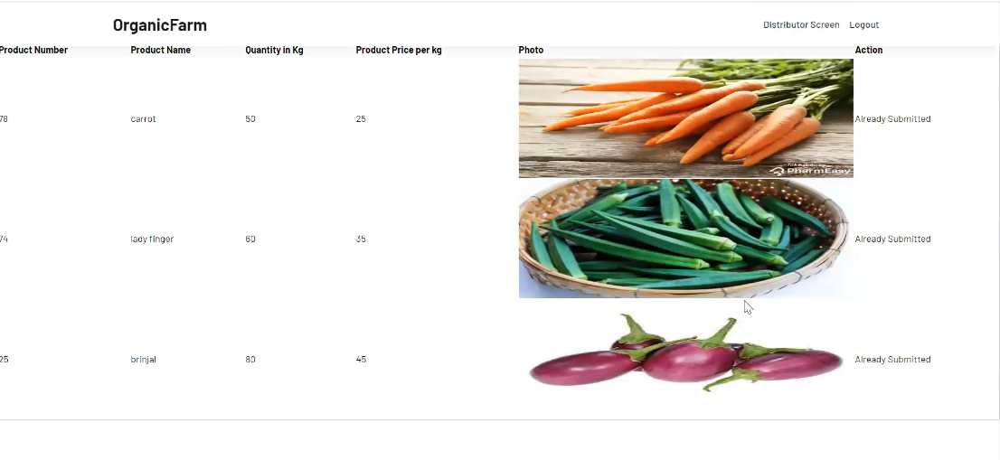 OrganicFarm
Distributor Screen Logout
Product Number Product Name Quantity in Kg Product Price per kg Photo Action
78 carrot 50 25 Already Submitted
PharmEasy
74 lady finger 60 35 Already Submitted
25 brinjal 80 45 Already Submitted